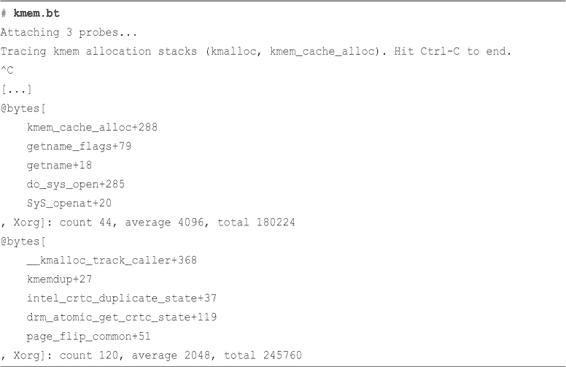 # kmem.bt
Attaching 3 probes...
Tracing kmem allocation stacks (kmalloc, kmem_cache_alloc). Hit Ctrl-C to end.
^C
[...]
@bytes[
    kmem_cache_alloc+288
    getname_flags+79
    getname+18
    do_sys_open+285
    SyS_openat+20
, Xorg]: count 44, average 4096, total 180224
@bytes[
    __kmalloc_track_caller+368
    kmemdup+27
    intel_crtc_duplicate_state+37
    drm_atomic_get_crtc_state+119
    page_flip_common+51
, Xorg]: count 120, average 2048, total 245760